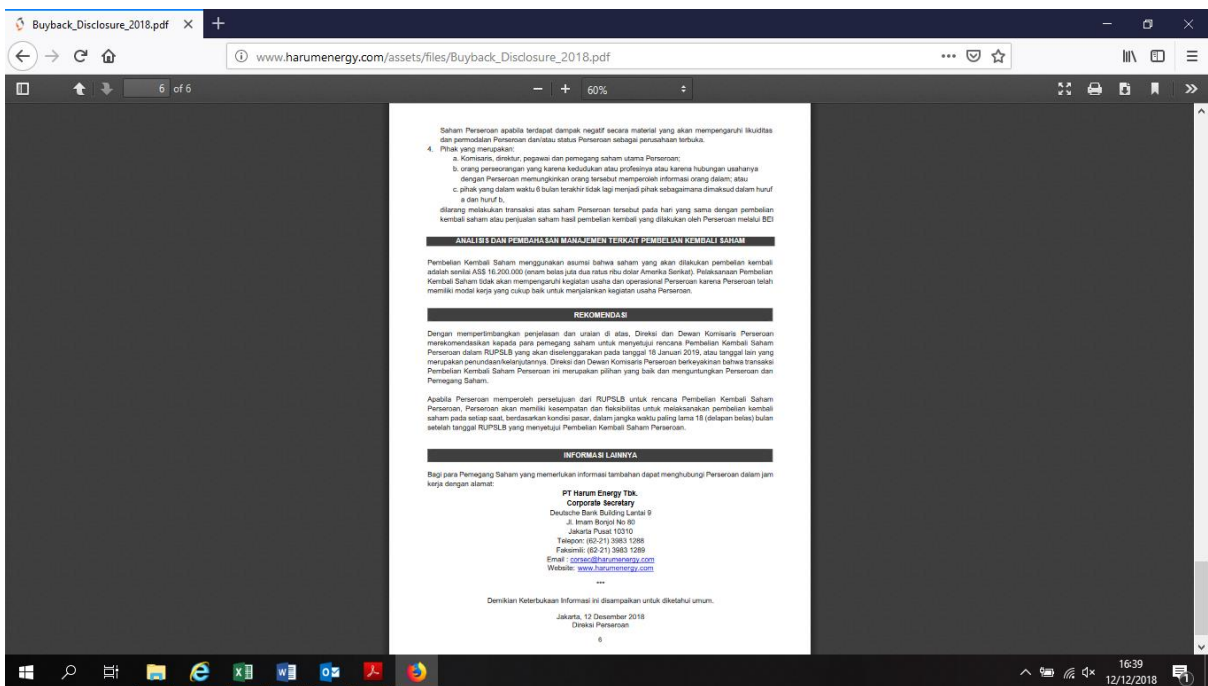 Buyback_Disclosure_2018.pdf
www.harumenergy.com/assets/files/Buyback_Disclosure_2018.pdf
6 of 6
60%
Saham Perseroan apabila terdapat dampak negatif secara material yang akan mempengaruhi likuiditas
dan permodalan Perseroan dan/atau status Perseroan sebagai perusahaan terbuka.
4. Pihak yang merupakan:
a. Komisaris, direktur, pegawai dan pemegang saham utama Perseroan;
b. orang perseorangan yang karena kedudukan atau profesinya atau karena hubungan usahanya
dengan Perseroan memungkinkan orang tersebut memperoleh informasi orang dalam; atau
c. pihak yang dalam waktu 6 bulan terakhir tidak lagi menjadi pihak sebagaimana dimaksud dalam huruf
a dan huruf b,
dilarang melakukan transaksi atas saham Perseroan tersebut pada hari yang sama dengan pembelian
kembali saham atau penjualan saham hasil pembelian kembali yang dilakukan oleh Perseroan melalui BEI
ANALISIS DAN PEMBAHASAN MANAJEMEN TERKAIT PEMBELIAN KEMBALI SAHAM
Pembelian Kembali Saham menggunakan asumsi bahwa saham yang akan dilakukan pembelian kembali
adalah senilai AS$ 16.200.000 (enam belas juta dua ratus ribu dolar Amerika Serikat). Pelaksanaan Pembelian
Kembali Saham tidak akan mempengaruhi kegiatan usaha dan operasional Perseroan karena Perseroan telah
memiliki modal kerja yang cukup baik untuk menjalankan kegiatan usaha Perseroan.
REKOMENDASI
Dengan mempertimbangkan penjelasan dan uraian di atas, Direksi dan Dewan Komisaris Perseroan
merekomendasikan kepada para pemegang saham untuk menyetujui rencana Pembelian Kembali Saham
Perseroan dalam RUPSLB yang akan diselenggarakan pada tanggal 18 Januari 2019, atau tanggal lain yang
merupakan penundaan/kelanjutannya. Direksi dan Dewan Komisaris Perseroan berkeyakinan bahwa transaksi
Pembelian Kembali Saham Perseroan ini merupakan pilihan yang baik dan menguntungkan Perseroan dan
Pemegang Saham.
Apabila Perseroan memperoleh persetujuan dari RUPSLB untuk rencana Pembelian Kembali Saham
Perseroan, Perseroan akan memiliki kesempatan dan fleksibilitas untuk melaksanakan pembelian kembali
saham pada setiap saat, berdasarkan kondisi pasar, dalam jangka waktu paling lama 18 (delapan belas) bulan
setelah tanggal RUPSLB yang menyetujui Pembelian Kembali Saham Perseroan.
INFORMASI LAINNYA
Bagi para Pemegang Saham yang memerlukan informasi tambahan dapat menghubungi Perseroan dalam jam
kerja dengan alamat:
PT Harum Energy Tbk.
Corporate Secretary
Deutsche Bank Building Lantai 9
Jl. Imam Bonjol No 80
Jakarta Pusat 10310
Telepon: (62-21) 3983 1288
Faksimili: (62-21) 3983 1289
Email : corsec@harumenergy.com
Website: www.harumenergy.com
***
Demikian Keterbukaan Informasi ini disampaikan untuk diketahui umum.
Jakarta, 12 Desember 2018
Direksi Perseroan
6
16:39
12/12/2018